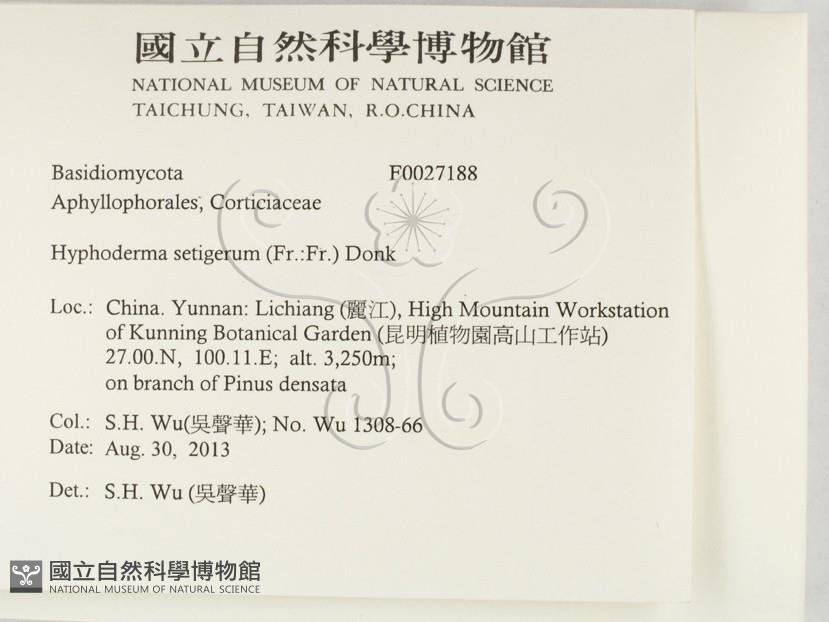 國立自然科學博物館
NATIONAL MUSEUM OF NATURAL SCIENCE
TAICHUNG, TAIWAN, R.O.CHINA
Basidiomycota F0027188
Aphyllophorales, Corticiaceae
Hyphoderma setigerum (Fr.:Fr.) Donk
Loc.: China. Yunnan: Lichiang (麗江), High Mountain Workstation
of Kunning Botanical Garden (昆明植物園高山工作站)
27.00.N, 100.11.E; alt. 3,250m;
on branch of Pinus densata
Col.: S.H. Wu(吳聲華); No. Wu 1308-66
Date: Aug. 30, 2013
Det.: S.H. Wu (吳聲華)
國立自然科學博物館
NATIONAL MUSEUM OF NATURAL SCIENCE